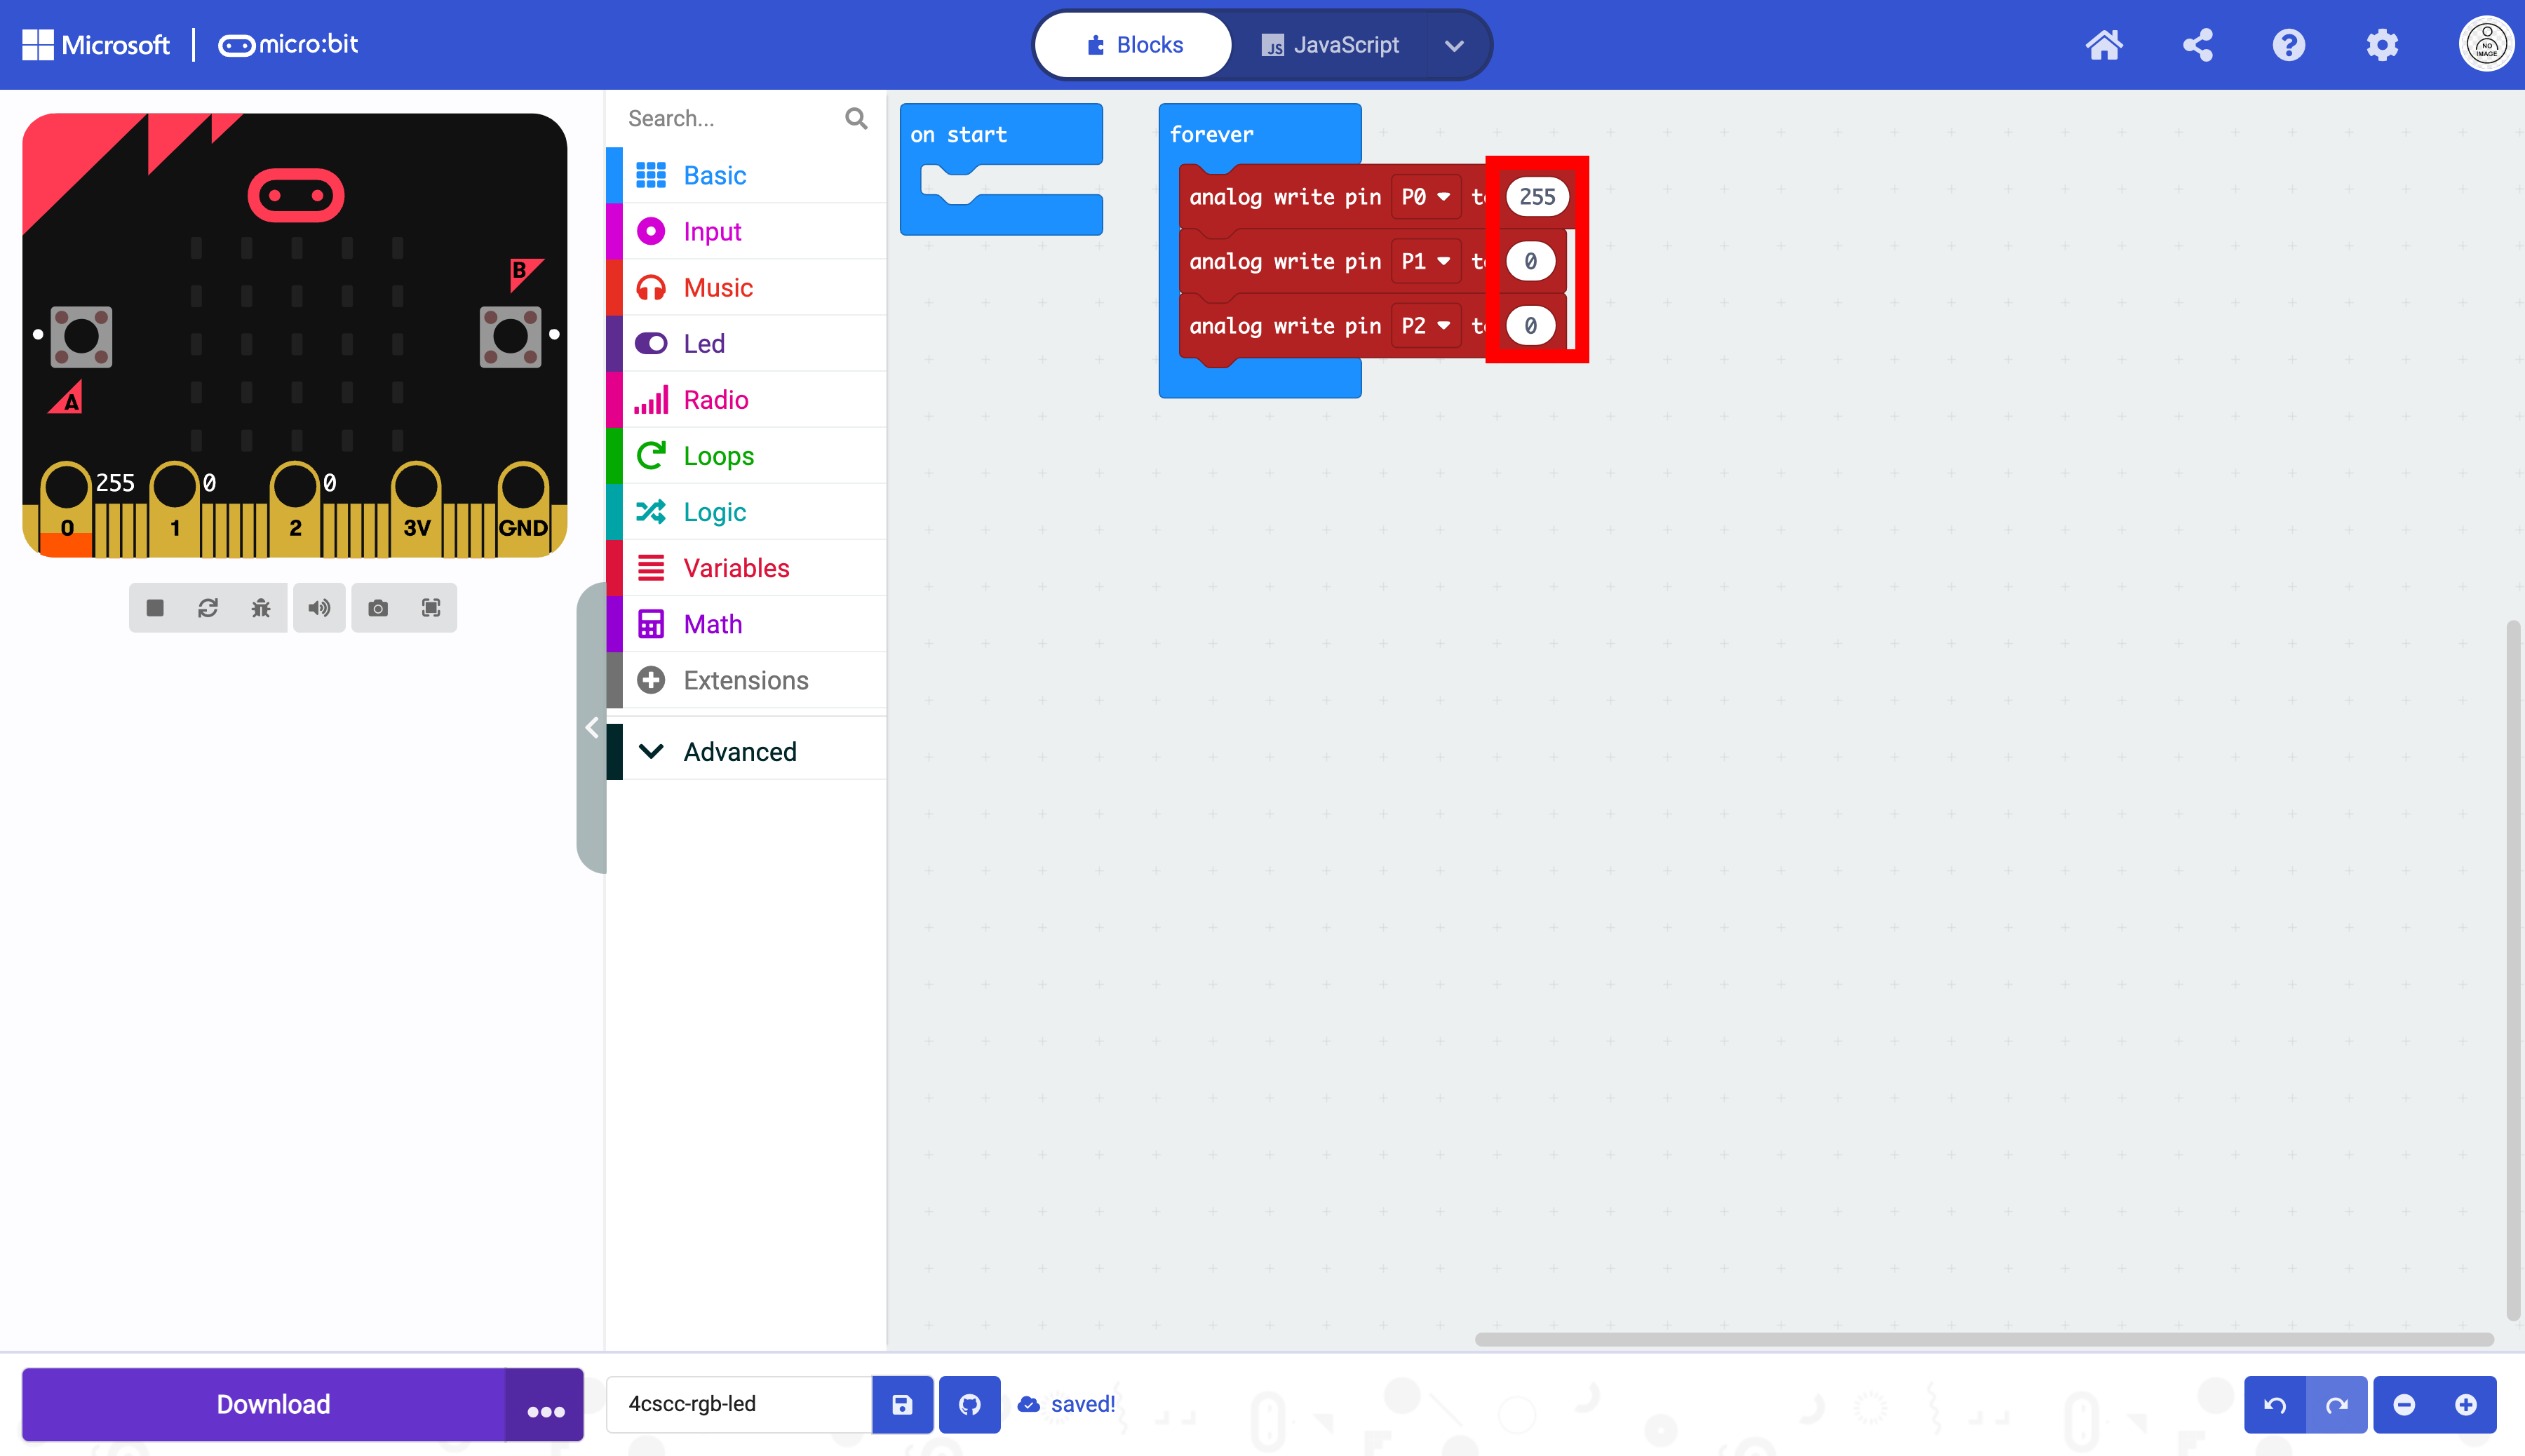 Microsoft | micro:bit
Blocks
JavaScript
NO
IMAGE
Search...
Basic
Input
Music
Led
Radio
Loops
Logic
Variables
Math
Extensions
Advanced
on start
forever
analog write pin P0 to 255
analog write pin P1 to 0
analog write pin P2 to 0
B
A
255 0 0
0 1 2 3V GND
Download
4cscc-rgb-led
saved!